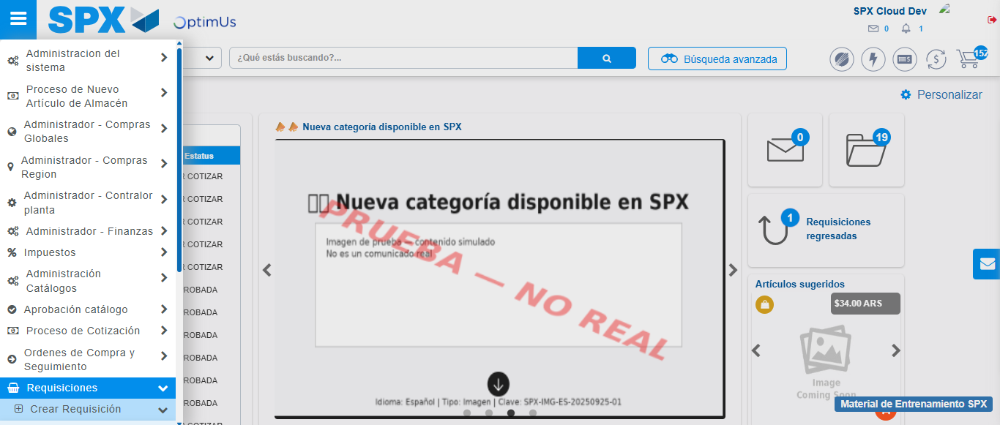 SPX
OptimUs
SPX Cloud Dev
0
1
¿Qué estás buscando?...
Búsqueda avanzada
152
Personalizar
Administracion del
sistema
Proceso de Nuevo
Artículo de Almacén
Administrador - Compras
Globales
Administrador - Compras
Region
Administrador - Contralor
planta
Administrador - Finanzas
Impuestos
Administración
Catálogos
Aprobación catálogo
Proceso de Cotización
Ordenes de Compra y
Seguimiento
Requisiciones
Crear Requisición
Estatus
COTIZAR
COTIZAR
COTIZAR
COTIZAR
COTIZAR
ROBADA
ROBADA
ROBADA
ROBADA
ROBADA
ROBADA
COTIZAR
Nueva categoría disponible en SPX
Nueva categoría disponible en SPX
Imagen de prueba — contenido simulado
No es un comunicado real
PRUEBA — NO REAL
Idioma: Español | Tipo: Imagen | Clave: SPX-IMG-ES-20250925-01
0
19
1
Requisiciones
regresadas
Artículos sugeridos
$34.00 ARS
Image
Coming Soon
Material de Entrenamiento SPX